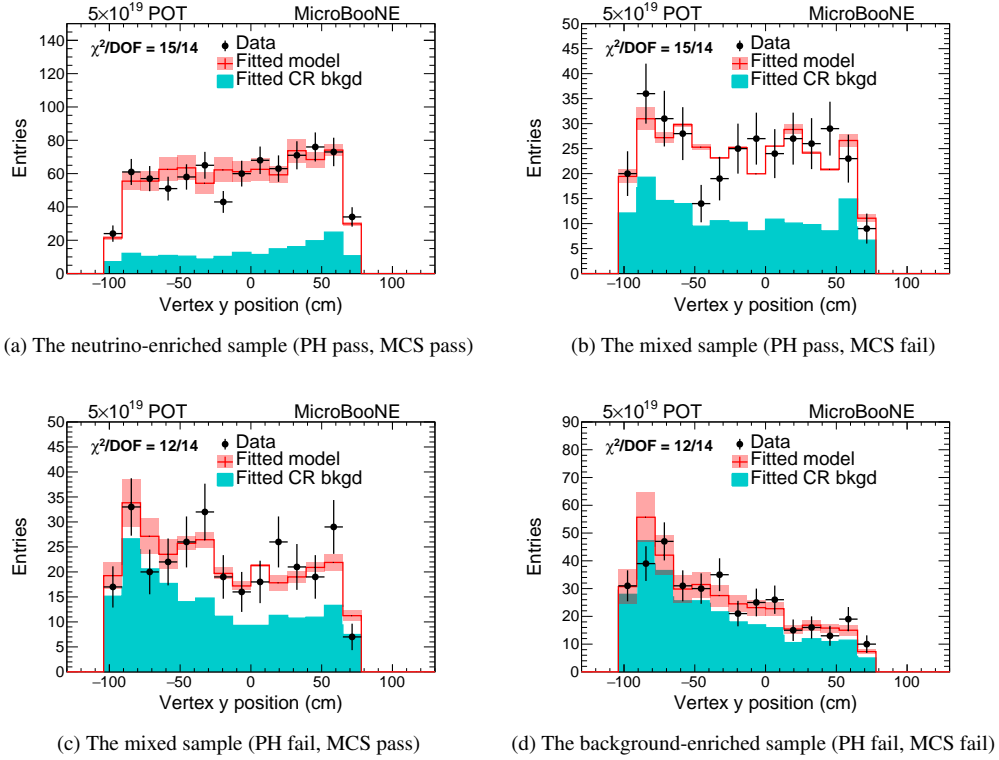 5×10¹⁹ POT MicroBooNE
χ²/DOF = 15/14
Data
Fitted model
Fitted CR bkgd
Entries
140
120
100
80
60
40
20
0
−100 −50 0 50 100
Vertex y position (cm)
(a) The neutrino-enriched sample (PH pass, MCS pass)
5×10¹⁹ POT MicroBooNE
χ²/DOF = 15/14
Data
Fitted model
Fitted CR bkgd
Entries
50
45
40
35
30
25
20
15
10
5
0
−100 −50 0 50 100
Vertex y position (cm)
(b) The mixed sample (PH pass, MCS fail)
5×10¹⁹ POT MicroBooNE
χ²/DOF = 12/14
Data
Fitted model
Fitted CR bkgd
Entries
50
45
40
35
30
25
20
15
10
5
0
−100 −50 0 50 100
Vertex y position (cm)
(c) The mixed sample (PH fail, MCS pass)
5×10¹⁹ POT MicroBooNE
χ²/DOF = 12/14
Data
Fitted model
Fitted CR bkgd
Entries
90
80
70
60
50
40
30
20
10
0
−100 −50 0 50 100
Vertex y position (cm)
(d) The background-enriched sample (PH fail, MCS fail)